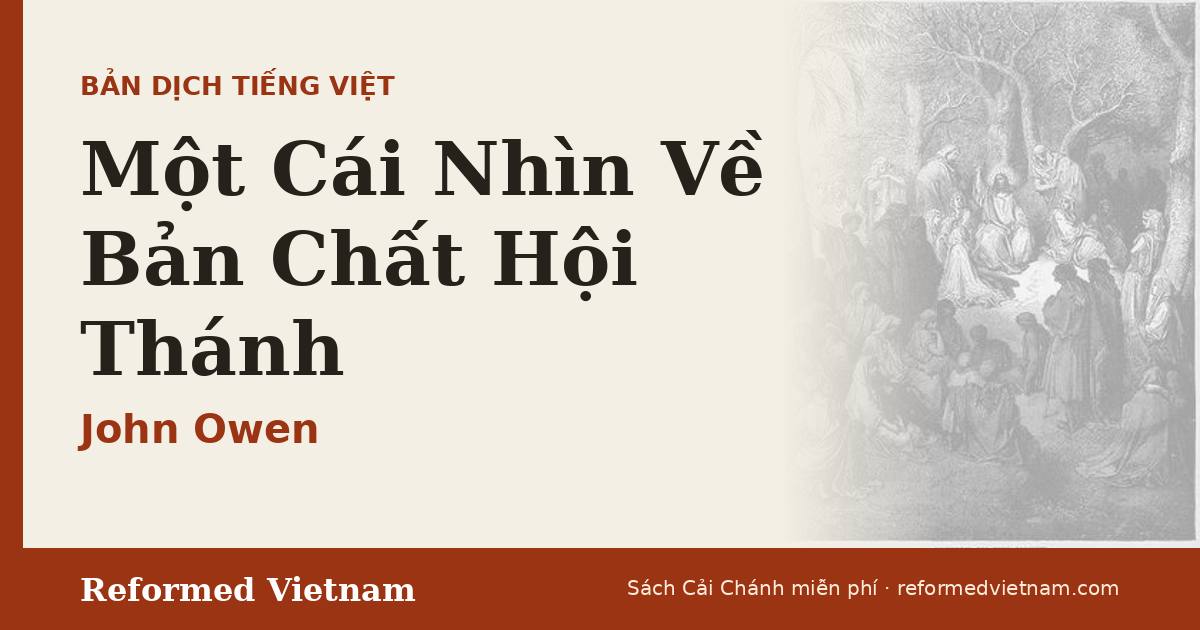 BẢN DỊCH TIẾNG VIỆT
Một Cái Nhìn Về
Bản Chất Hội
Thánh
John Owen
Reformed Vietnam
Sách Cải Chánh miễn phí · reformedvietnam.com